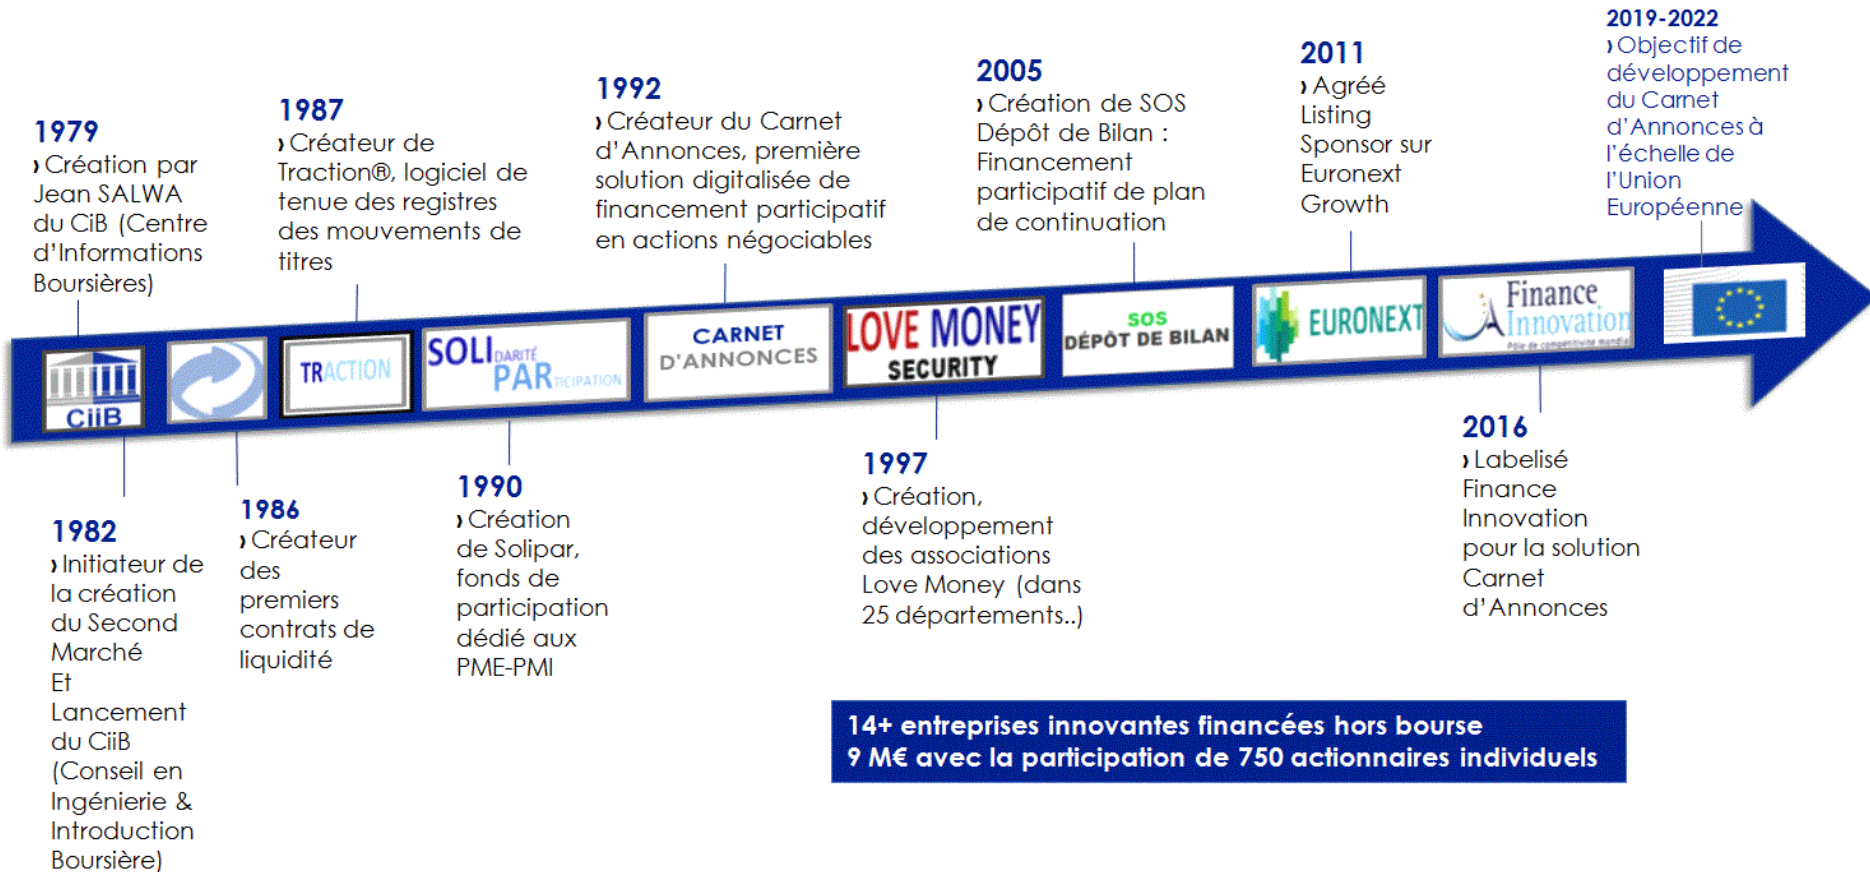 1979
› Création par
Jean SALWA
du CiB (Centre
d’Informations
Boursières)
1987
› Créateur de
Traction®, logiciel de
tenue des registres
des mouvements de
titres
1992
› Créateur du Carnet
d’Annonces, première
solution digitalisée de
financement participatif
en actions négociables
2005
› Création de SOS
Dépôt de Bilan :
Financement
participatif de plan
de continuation
2011
› Agréé
Listing
Sponsor sur
Euronext
Growth
2019-2022
› Objectif de
développement
du Carnet
d’Annonces à
l’échelle de
l’Union
Européenne
CiiB
TRACTION
SOLIDARITÉ
PARTICIPATION
CARNET
D'ANNONCES
LOVE MONEY
SECURITY
SOS
DÉPÔT DE BILAN
EURONEXT
Finance
Innovation
Pôle de compétitivité mondial
1982
› Initiateur de
la création
du Second
Marché
Et
Lancement
du CiiB
(Conseil en
Ingénierie &
Introduction
Boursière)
1986
› Créateur
des
premiers
contrats de
liquidité
1990
› Création
de Solipar,
fonds de
participation
dédié aux
PME-PMI
1997
› Création,
développement
des associations
Love Money (dans
25 départements..)
2016
› Labelisé
Finance
Innovation
pour la solution
Carnet
d’Annonces
14+ entreprises innovantes financées hors bourse
9 M€ avec la participation de 750 actionnaires individuels